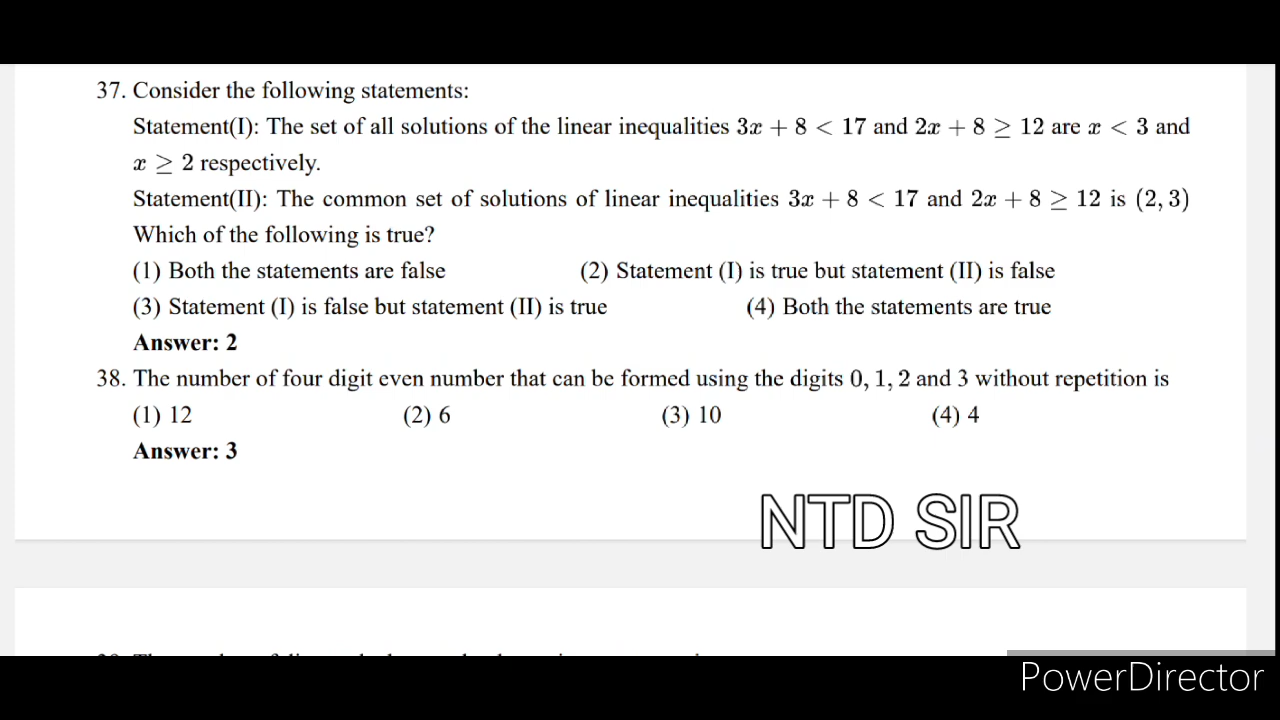 37. Consider the following statements:
Statement(I): The set of all solutions of the linear inequalities 3x + 8 < 17 and 2x + 8 ≥ 12 are x < 3 and
x ≥ 2 respectively.
Statement(II): The common set of solutions of linear inequalities 3x + 8 < 17 and 2x + 8 ≥ 12 is (2, 3)
Which of the following is true?
(1) Both the statements are false (2) Statement (I) is true but statement (II) is false
(3) Statement (I) is false but statement (II) is true (4) Both the statements are true
Answer: 2
38. The number of four digit even number that can be formed using the digits 0, 1, 2 and 3 without repetition is
(1) 12 (2) 6 (3) 10 (4) 4
Answer: 3
NTD SIR
PowerDirector